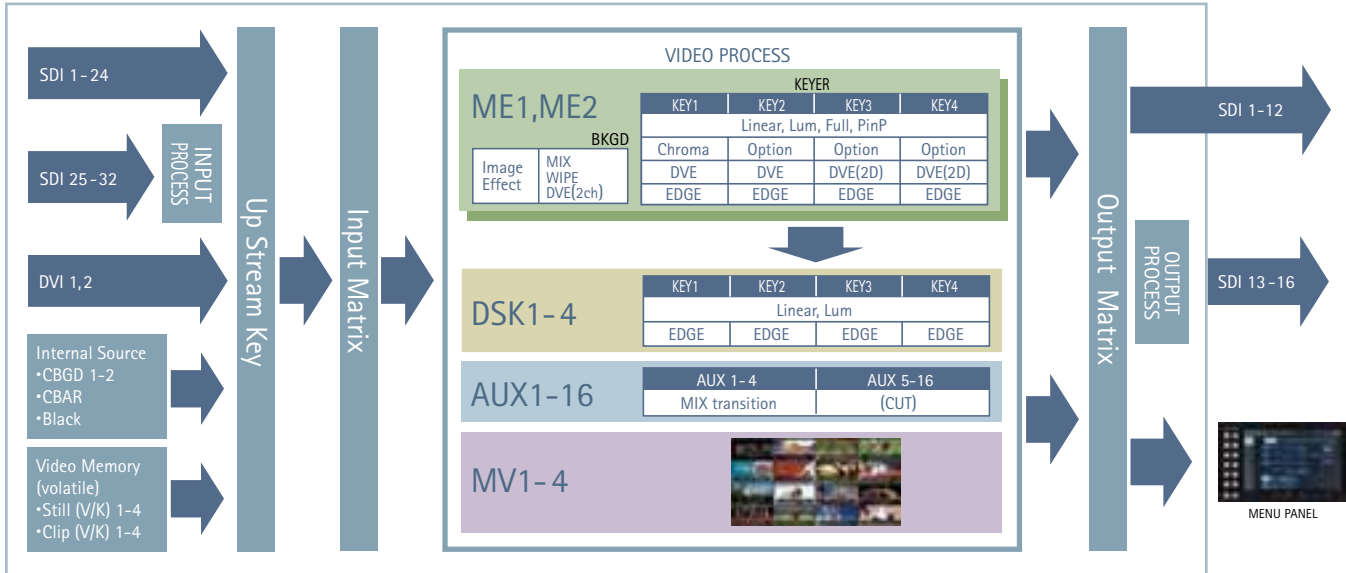 SDI 1-24
SDI 25-32
INPUT
PROCESS
DVI 1,2
Internal Source
•CBGD 1-2
•CBAR
•Black
Video Memory
(volatile)
•Still (V/K) 1-4
•Clip (V/K) 1-4
Up Stream Key
Input Matrix
VIDEO PROCESS
ME1,ME2
BKGD
Image
Effect
MIX
WIPE
DVE(2ch)
KEYER
KEY1 KEY2 KEY3 KEY4
Linear, Lum, Full, PinP
Chroma Option Option Option
DVE DVE DVE(2D) DVE(2D)
EDGE EDGE EDGE EDGE
DSK1-4
KEY1 KEY2 KEY3 KEY4
Linear, Lum
EDGE EDGE EDGE EDGE
AUX1-16
AUX 1-4 AUX 5-16
MIX transition (CUT)
MV1-4
Output Matrix
SDI 1-12
OUTPUT
PROCESS
SDI 13-16
MENU PANEL